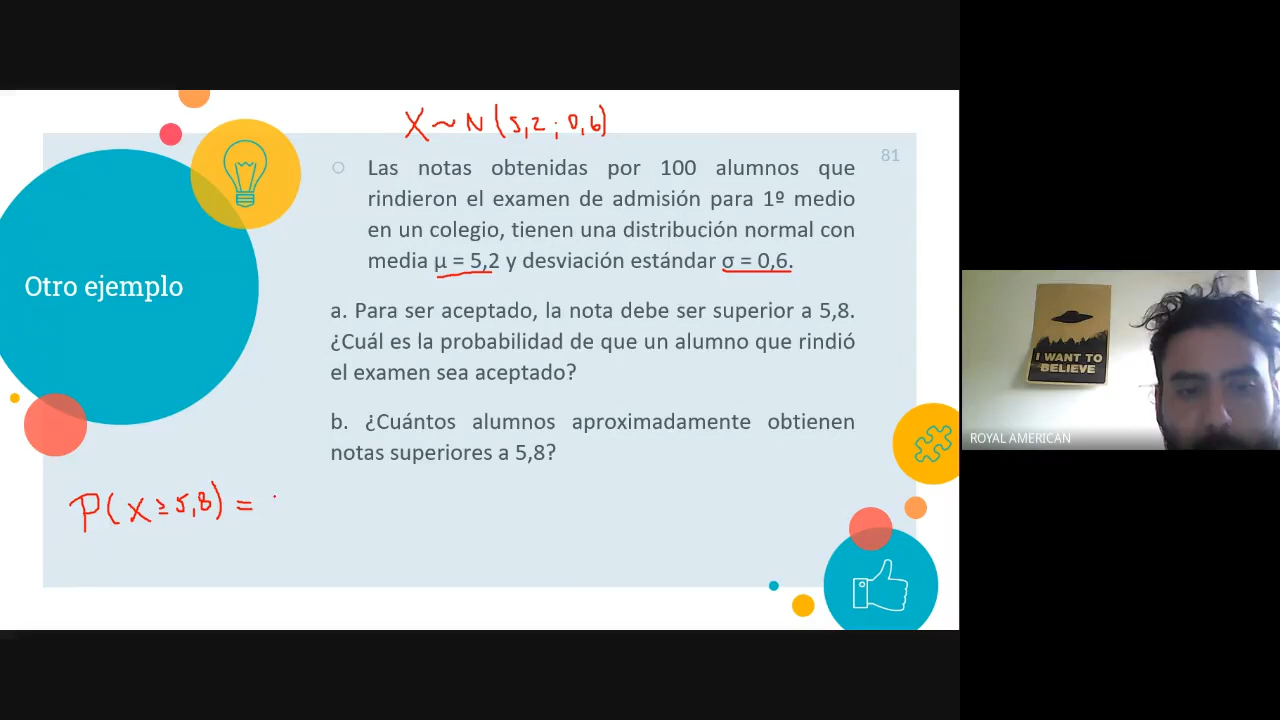 X ~ N(5,2 ; 0,6)
81
Las notas obtenidas por 100 alumnos que
rindieron el examen de admisión para 1º medio
en un colegio, tienen una distribución normal con
media μ = 5,2 y desviación estándar σ = 0,6.
Otro ejemplo
a. Para ser aceptado, la nota debe ser superior a 5,8.
¿Cuál es la probabilidad de que un alumno que rindió
el examen sea aceptado?
b. ¿Cuántos alumnos aproximadamente obtienen
notas superiores a 5,8?
P(X ≥ 5,8) =
I WANT TO
BELIEVE
ROYAL AMERICAN